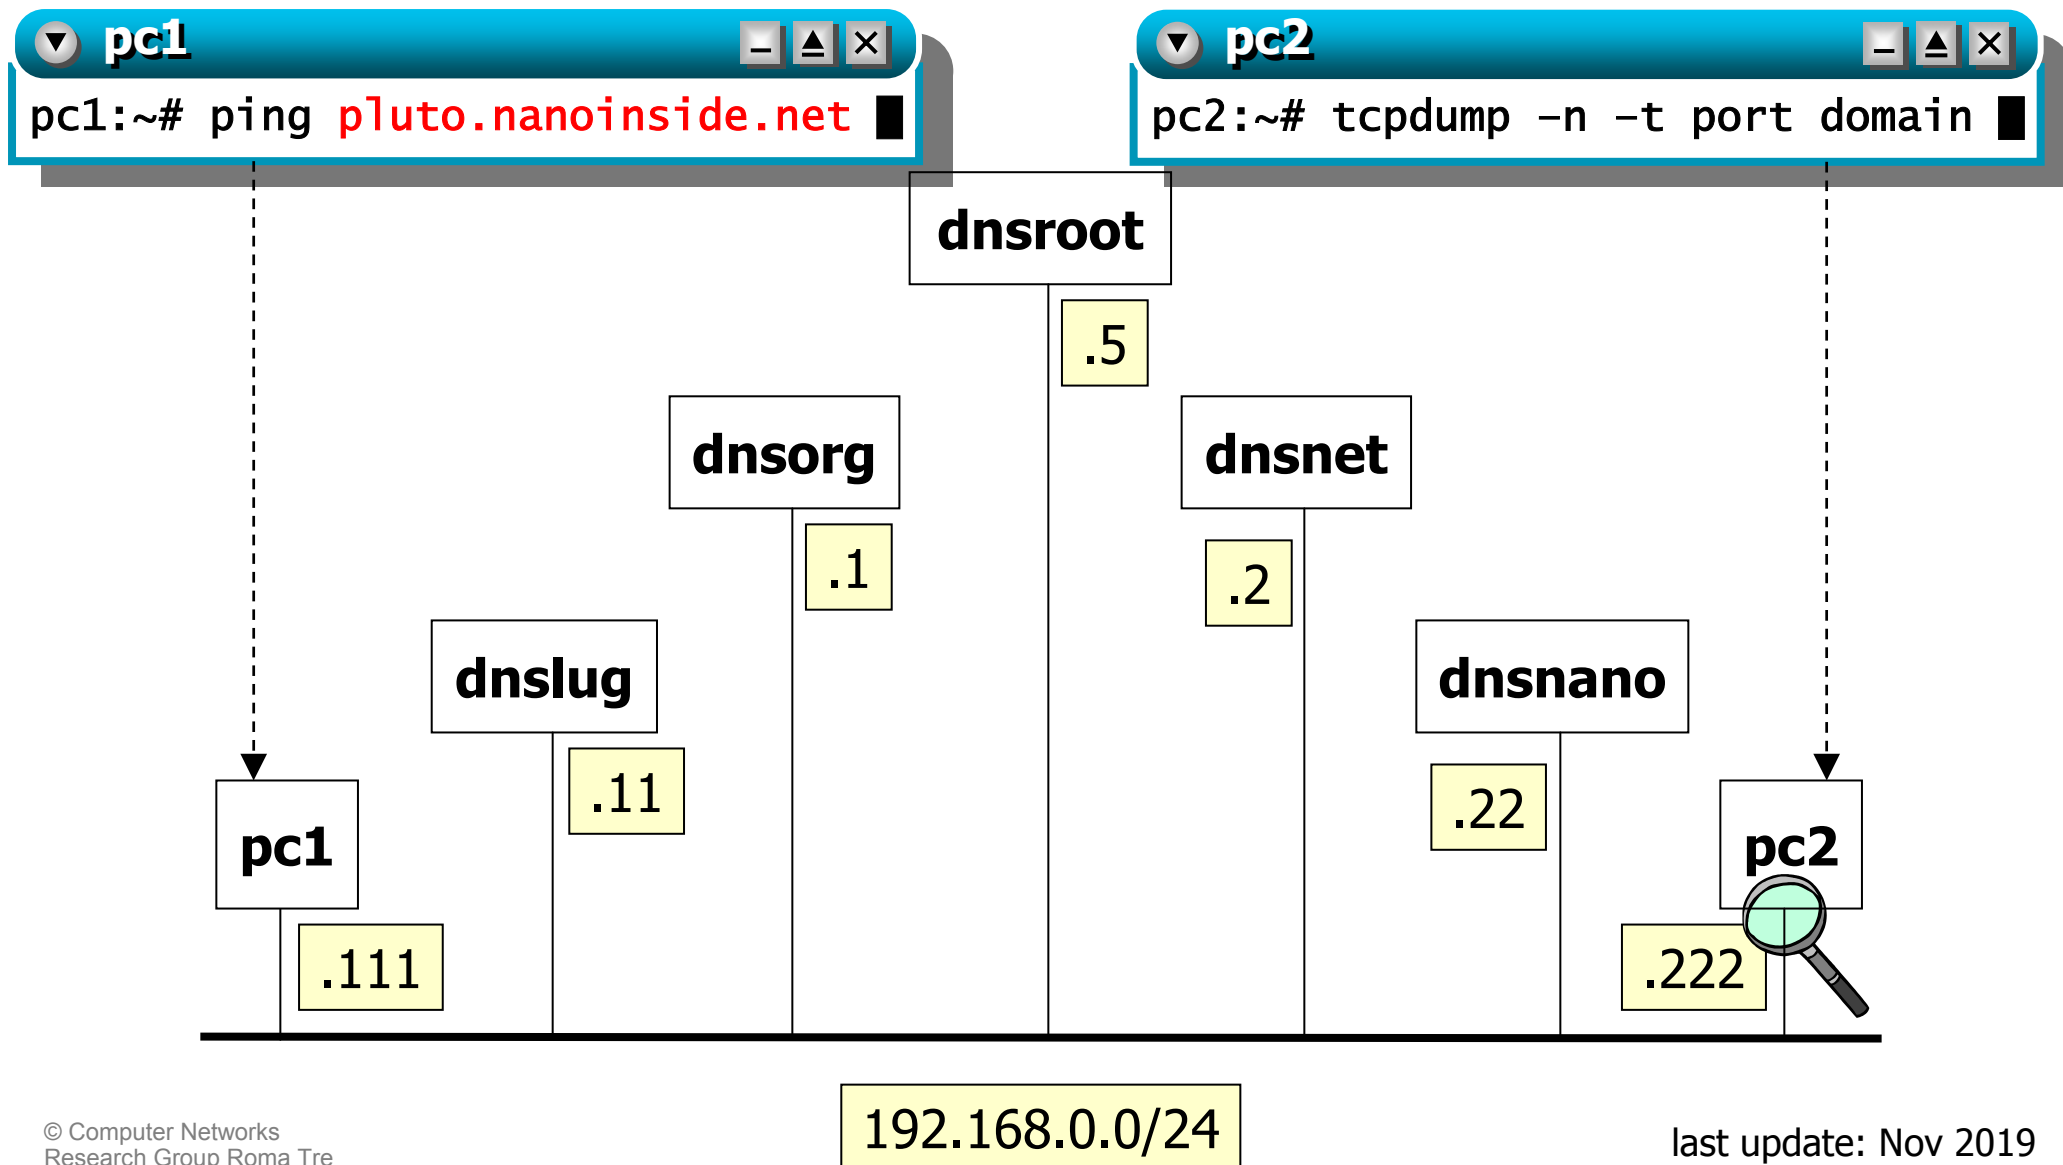 pc1
pc1:~# ping pluto.nanoinside.net
pc2
pc2:~# tcpdump –n –t port domain
dnsroot
.5
dnsorg
.1
dnsnet
.2
dnslug
.11
dnsnano
.22
pc1
.111
pc2
.222
192.168.0.0/24
© Computer Networks
Research Group Roma Tre
last update: Nov 2019